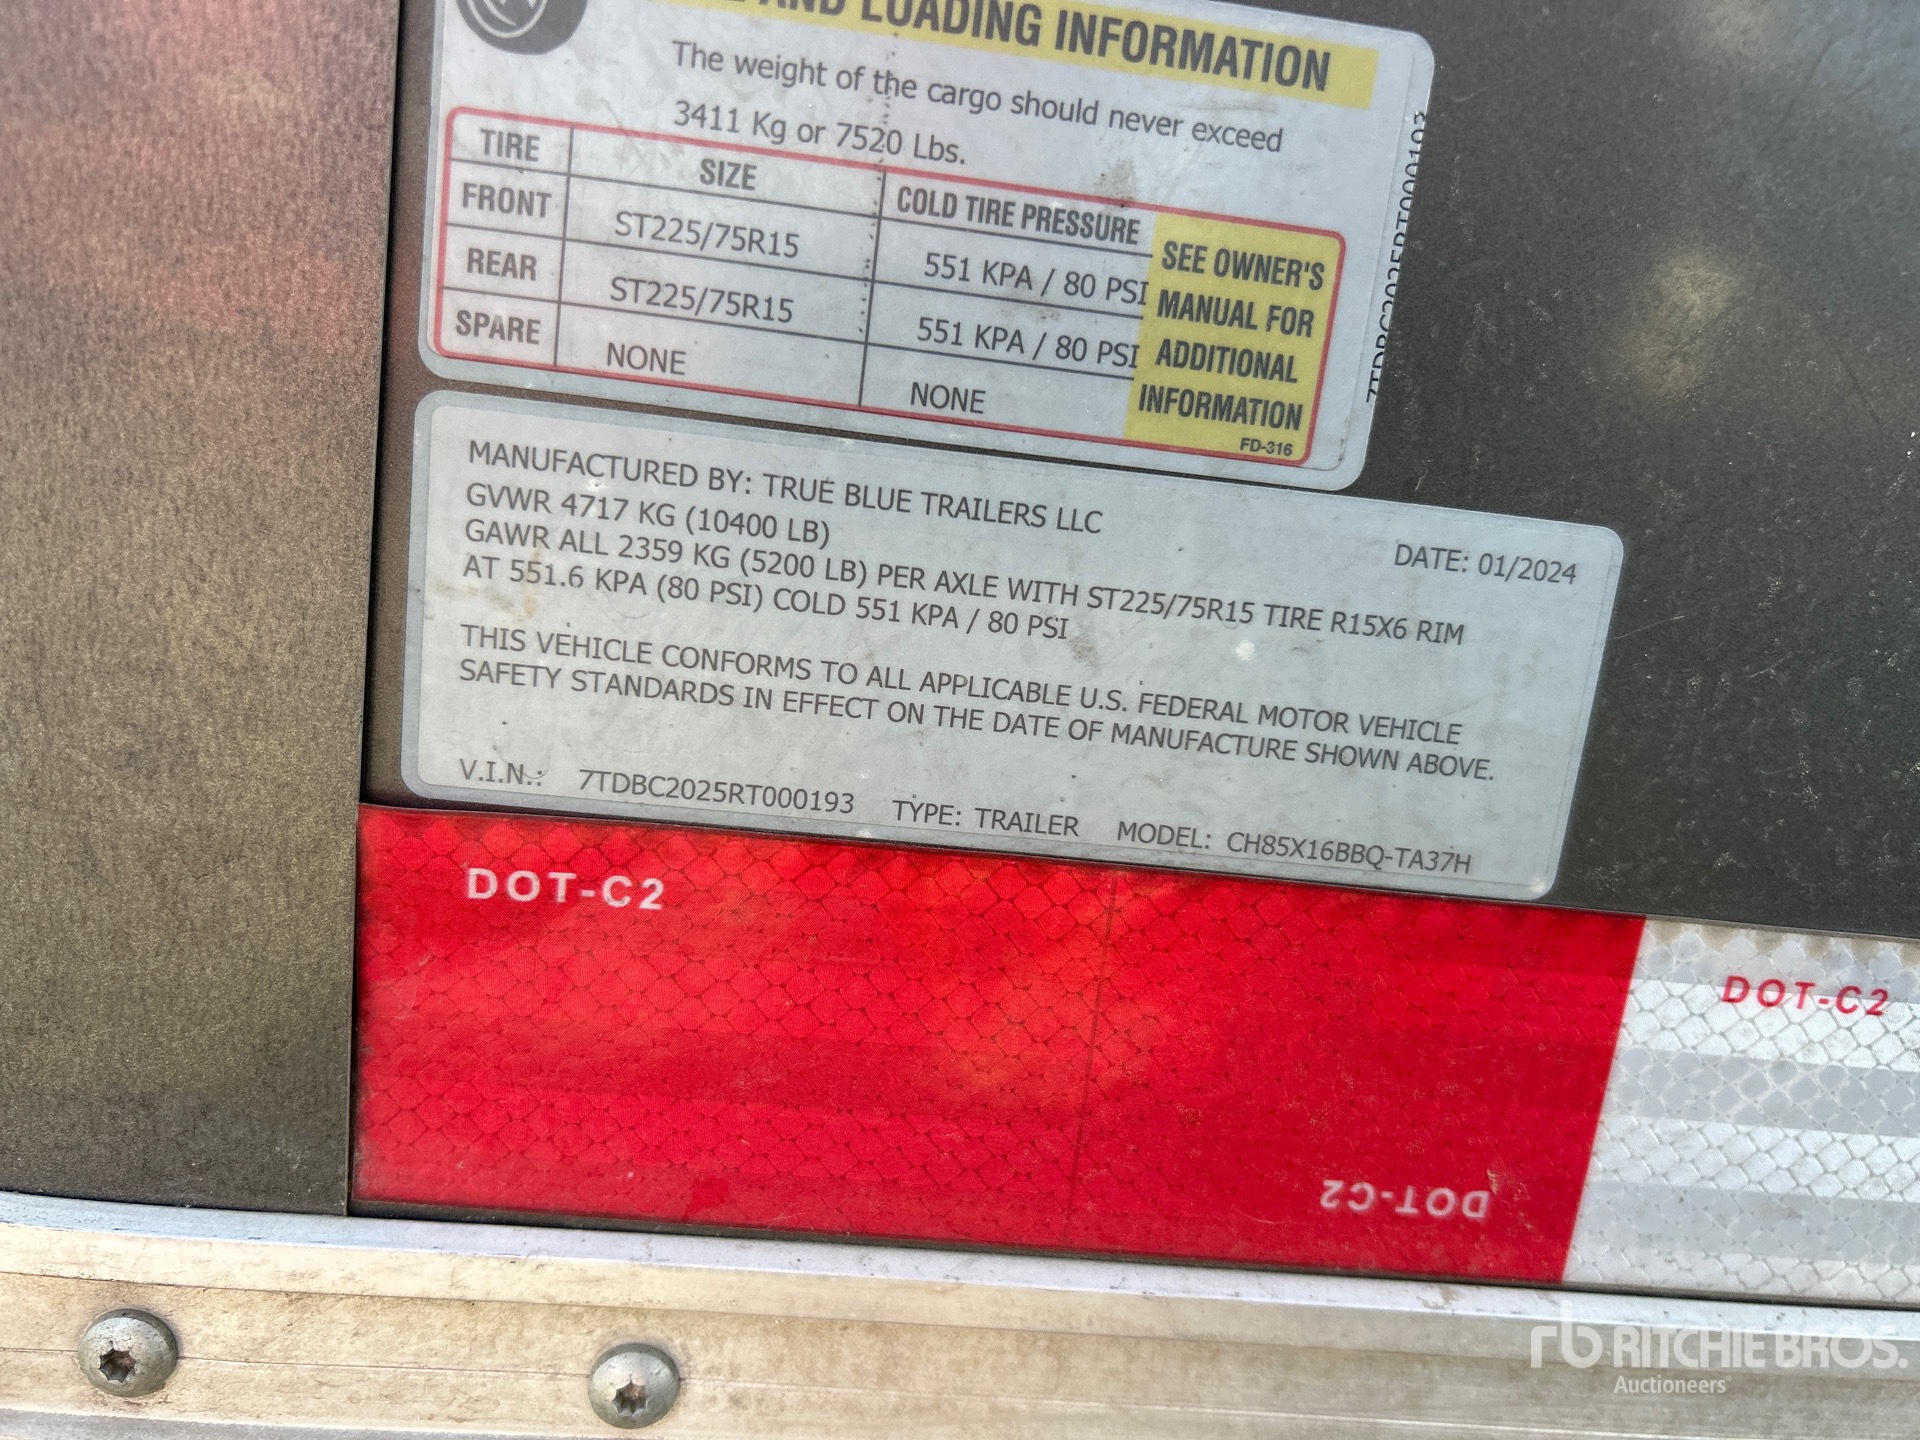 AND LOADING INFORMATION
The weight of the cargo should never exceed
3411 Kg or 7520 Lbs.
TIRE SIZE COLD TIRE PRESSURE
FRONT ST225/75R15 551 KPA / 80 PSI
REAR ST225/75R15 551 KPA / 80 PSI
SPARE NONE NONE
SEE OWNER'S
MANUAL FOR
ADDITIONAL
INFORMATION
FD-316
7TDBC2025RT000193
MANUFACTURED BY: TRUE BLUE TRAILERS LLC
DATE: 01/2024
GVWR 4717 KG (10400 LB)
GAWR ALL 2359 KG (5200 LB) PER AXLE WITH ST225/75R15 TIRE R15X6 RIM
AT 551.6 KPA (80 PSI) COLD 551 KPA / 80 PSI
THIS VEHICLE CONFORMS TO ALL APPLICABLE U.S. FEDERAL MOTOR VEHICLE
SAFETY STANDARDS IN EFFECT ON THE DATE OF MANUFACTURE SHOWN ABOVE.
V.I.N.: 7TDBC2025RT000193 TYPE: TRAILER MODEL: CH85X16BBQ-TA37H
DOT-C2
DOT-C2
DOT-C2
rb RITCHIE BROS.
Auctioneers